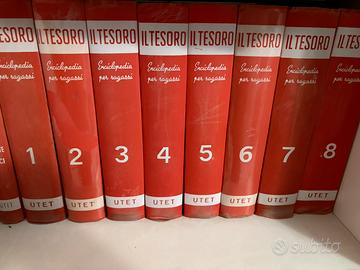 IL TESORO
Enciclopedia
per ragazzi
1
UTET
IL TESORO
Enciclopedia
per ragazzi
2
UTET
IL TESORO
Enciclopedia
per ragazzi
3
UTET
IL TESORO
Enciclopedia
per ragazzi
4
UTET
IL TESORO
Enciclopedia
per ragazzi
5
UTET
IL TESORO
Enciclopedia
per ragazzi
6
UTET
IL TESORO
Enciclopedia
per ragazzi
7
UTET
IL TESORO
Enciclopedia
per ragazzi
8
UTET
subito